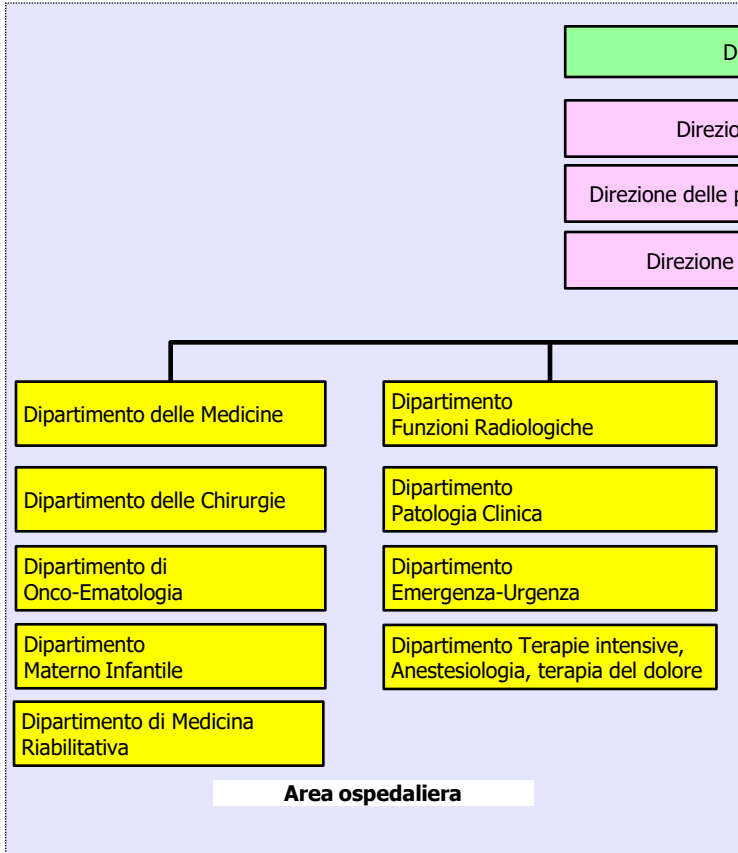 D
Direzio
Direzione delle p
Direzione
Dipartimento delle Medicine
Dipartimento delle Chirurgie
Dipartimento di
Onco-Ematologia
Dipartimento
Materno Infantile
Dipartimento di Medicina
Riabilitativa
Dipartimento
Funzioni Radiologiche
Dipartimento
Patologia Clinica
Dipartimento
Emergenza-Urgenza
Dipartimento Terapie intensive,
Anestesiologia, terapia del dolore
Area ospedaliera